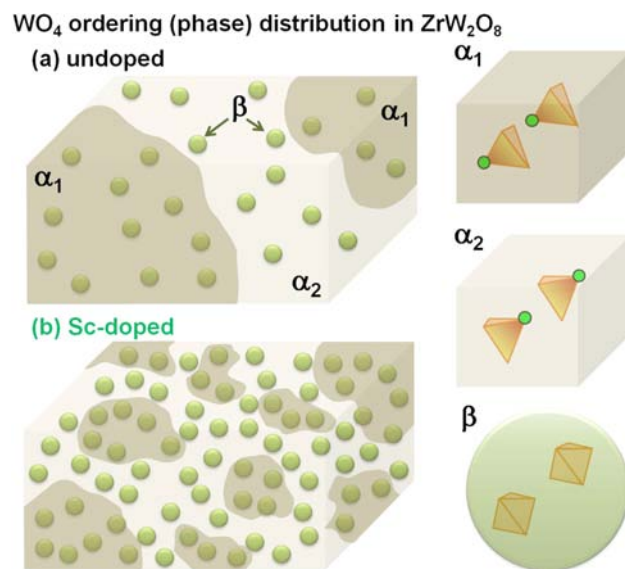 WO₄ ordering (phase) distribution in ZrW₂O₈
(a) undoped
α₁
β
α₁
α₁
α₂
α₂
(b) Sc-doped
β